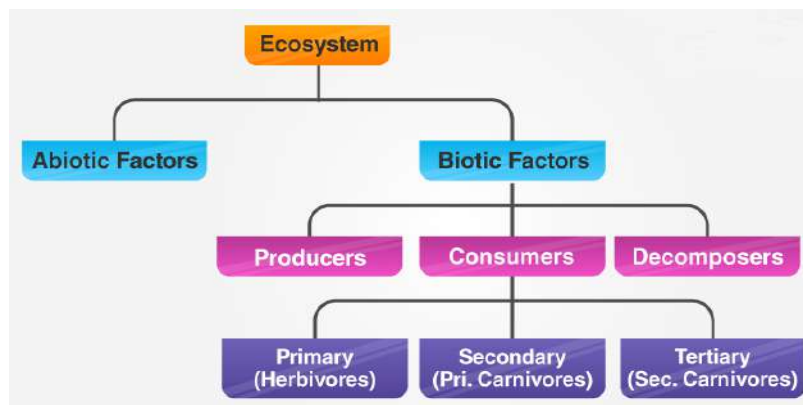 Ecosystem
Abiotic Factors
Biotic Factors
Producers
Consumers
Decomposers
Primary
(Herbivores)
Secondary
(Pri. Carnivores)
Tertiary
(Sec. Carnivores)